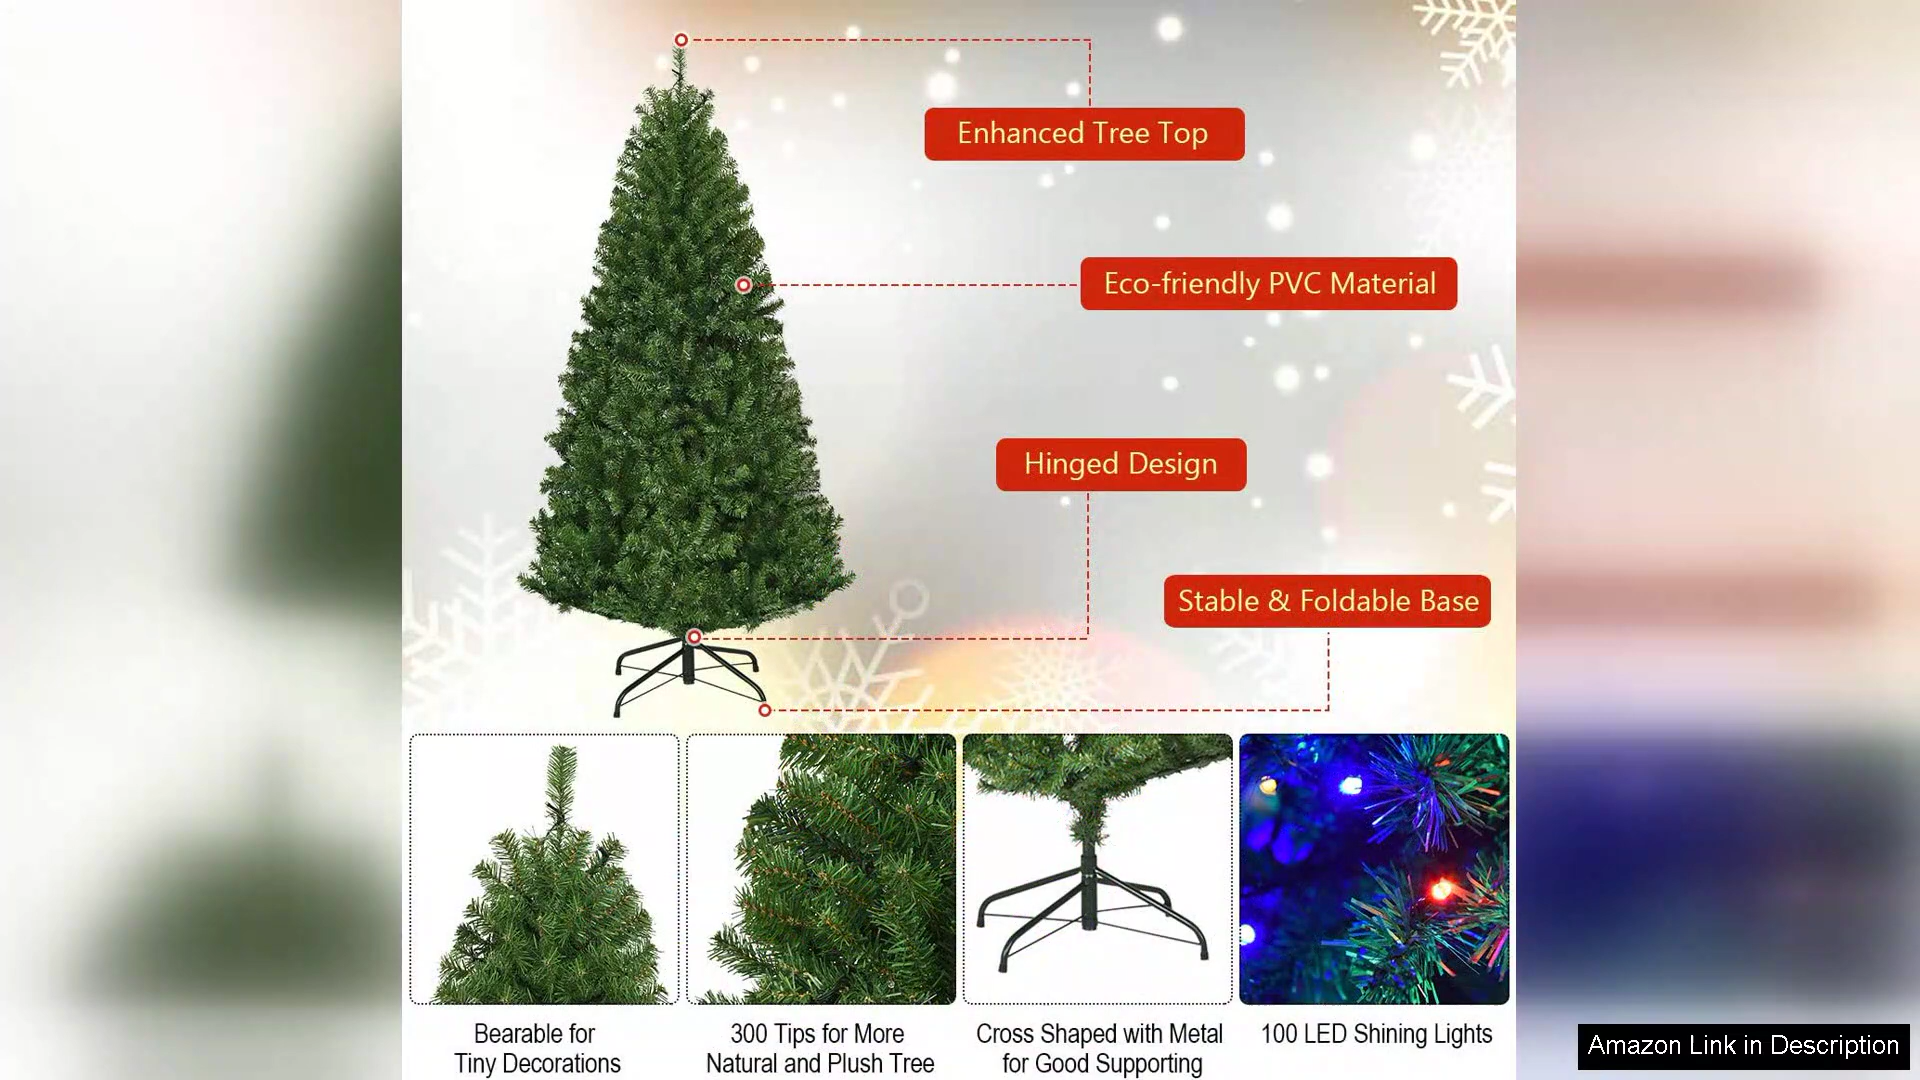 Enhanced Tree Top
Eco-friendly PVC Material
Hinged Design
Stable & Foldable Base
Bearable for
Tiny Decorations
300 Tips for More
Natural and Plush Tree
Cross Shaped with Metal
for Good Supporting
100 LED Shining Lights
Amazon Link in Description